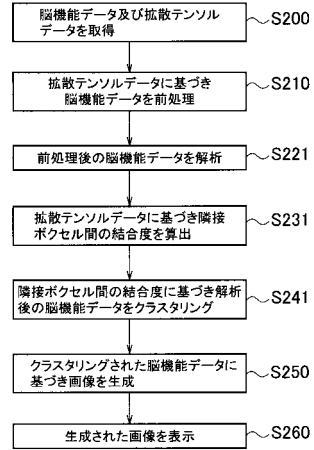 脳機能データ及び拡散テンソル
データを取得
S200
拡散テンソルデータに基づき
脳機能データを前処理
S210
前処理後の脳機能データを解析
S221
拡散テンソルデータに基づき隣接
ボクセル間の結合度を算出
S231
隣接ボクセル間の結合度に基づき解析
後の脳機能データをクラスタリング
S241
クラスタリングされた脳機能データに
基づき画像を生成
S250
生成された画像を表示
S260